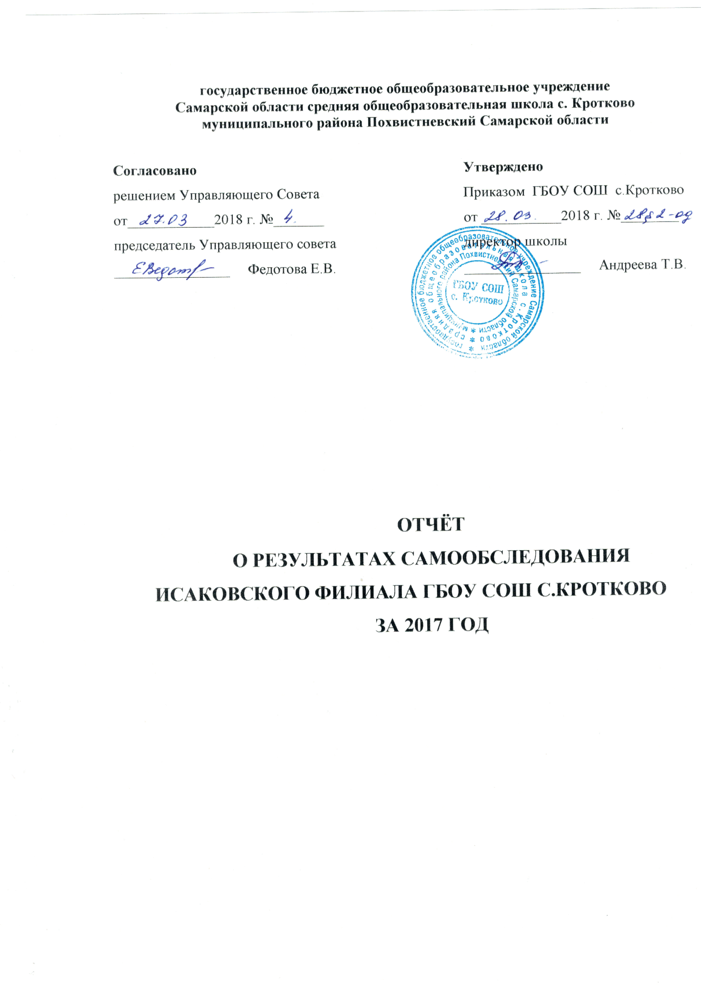 государственное бюджетное общеобразовательное учреждение
Самарской области средняя общеобразовательная школа с. Кротково
муниципального района Похвистневский Самарской области
Согласовано
решением Управляющего Совета
от 27.03 2018 г. № 4.
председатель Управляющего совета
Федотова Е.В.
Утверждено
Приказом ГБОУ СОШ с.Кротково
от 28.03. 2018 г. № 28§2-од
директор школы
Андреева Т.В.
государственное бюджетное общеобразовательное учреждение Самарской области *
средняя общеобразовательная школа с. Кротково *
муниципального района Похвистневский Самарской области *
ГБОУ СОШ
с. Кротково
ОТЧЁТ
О РЕЗУЛЬТАТАХ САМООБСЛЕДОВАНИЯ
ИСАКОВСКОГО ФИЛИАЛА ГБОУ СОШ С.КРОТКОВО
ЗА 2017 ГОД